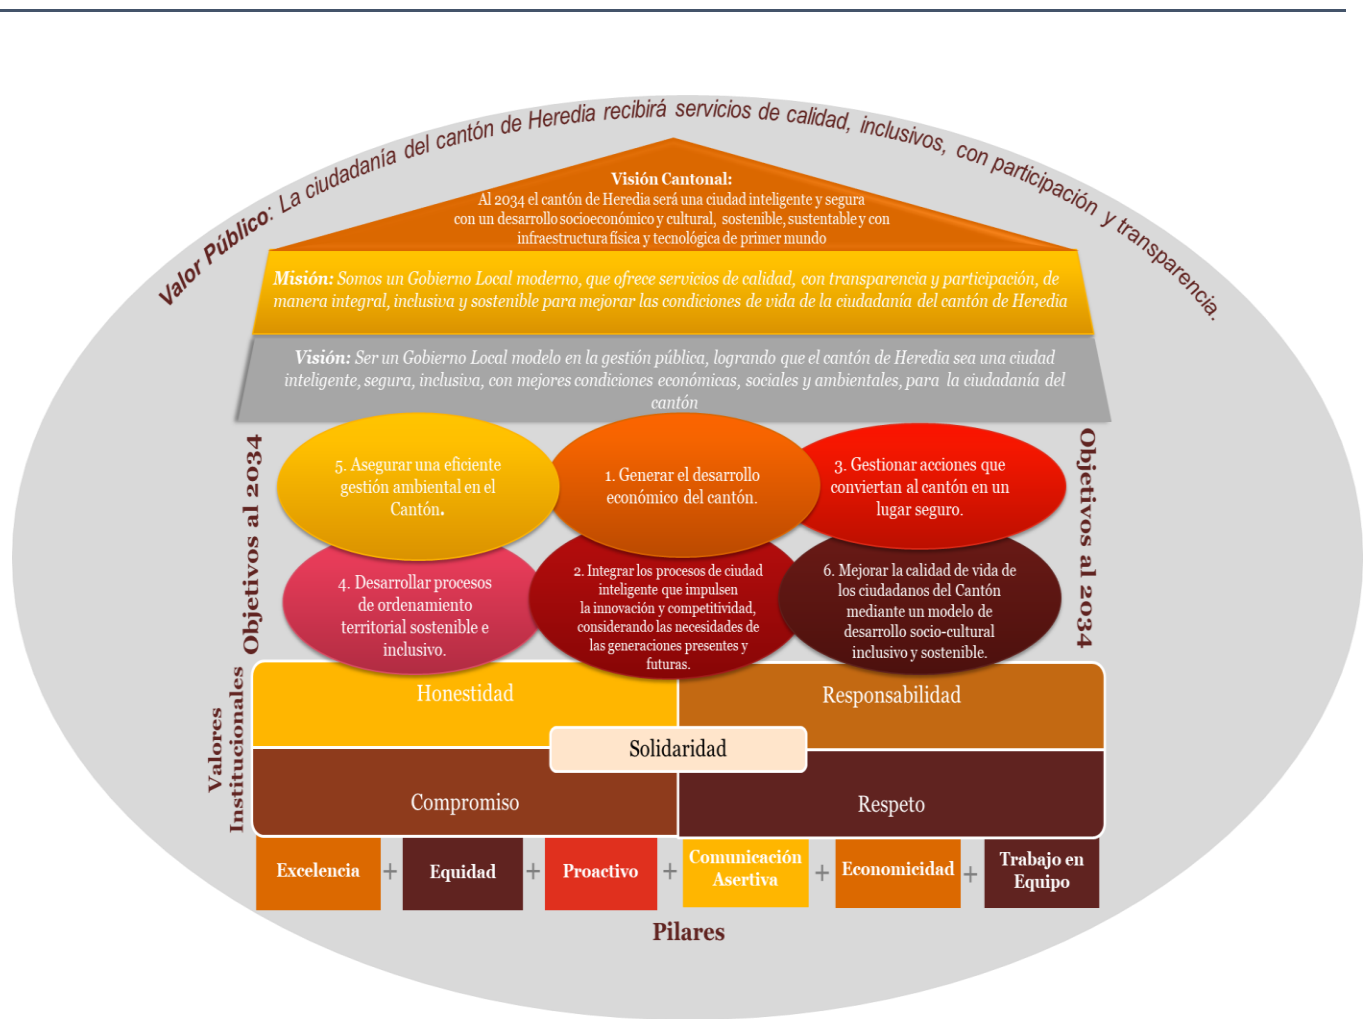 Valor Público: La ciudadanía del cantón de Heredia recibirá servicios de calidad, inclusivos, con participación y transparencia.
Visión Cantonal:
Al 2034 el cantón de Heredia será una ciudad inteligente y segura
con un desarrollo socioeconómico y cultural, sostenible, sustentable y con
infraestructura física y tecnológica de primer mundo
Misión: Somos un Gobierno Local moderno, que ofrece servicios de calidad, con transparencia y participación, de
manera integral, inclusiva y sostenible para mejorar las condiciones de vida de la ciudadanía del cantón de Heredia
Visión: Ser un Gobierno Local modelo en la gestión pública, logrando que el cantón de Heredia sea una ciudad
inteligente, segura, inclusiva, con mejores condiciones económicas, sociales y ambientales, para la ciudadanía del
cantón
Objetivos al 2034
5. Asegurar una eficiente
gestión ambiental en el
Cantón.
1. Generar el desarrollo
económico del cantón.
3. Gestionar acciones que
conviertan al cantón en un
lugar seguro.
4. Desarrollar procesos
de ordenamiento
territorial sostenible e
inclusivo.
2. Integrar los procesos de ciudad
inteligente que impulsen
la innovación y competitividad,
considerando las necesidades de
las generaciones presentes y
futuras.
6. Mejorar la calidad de vida de
los ciudadanos del Cantón
mediante un modelo de
desarrollo socio-cultural
inclusivo y sostenible.
Objetivos al 2034
Valores
Institucionales
Honestidad
Responsabilidad
Solidaridad
Compromiso
Respeto
Excelencia
+
Equidad
+
Proactivo
+
Comunicación
Asertiva
+
Economicidad
+
Trabajo en
Equipo
Pilares